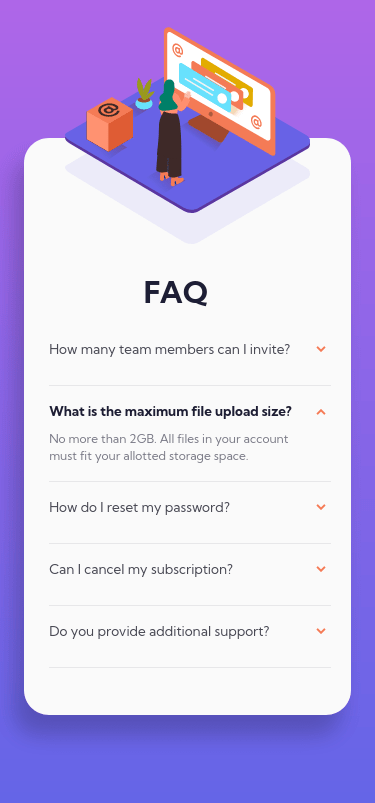 @
@
@
FAQ
How many team members can I invite?
What is the maximum file upload size?
No more than 2GB. All files in your account
must fit your allotted storage space.
How do I reset my password?
Can I cancel my subscription?
Do you provide additional support?